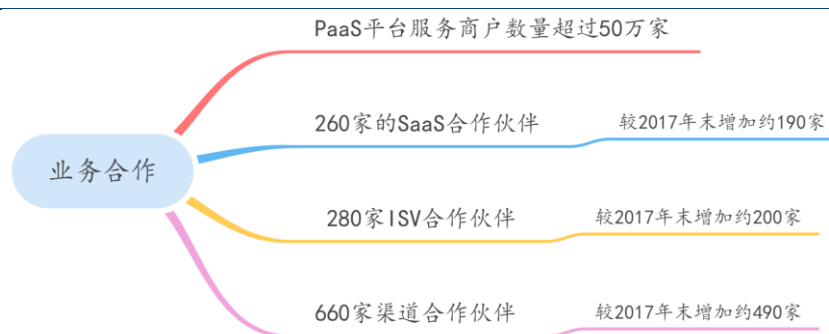 PaaS平台服务商户数量超过50万家
260家的SaaS合作伙伴
较2017年末增加约190家
业务合作
280家ISV合作伙伴
较2017年末增加约200家
660家渠道合作伙伴
较2017年末增加约490家